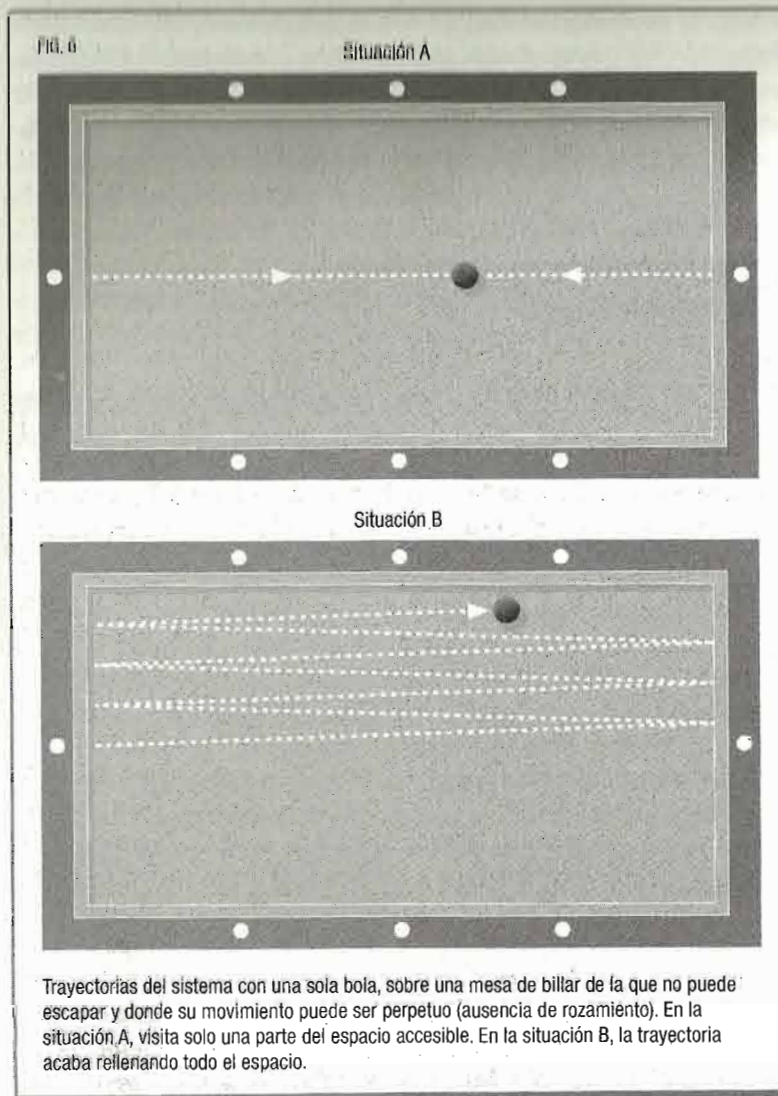 FIG. 6
Situación A
Situación B
Trayectorias del sistema con una sola bola, sobre una mesa de billar de la que no puede
escapar y donde su movimiento puede ser perpetuo (ausencia de rozamiento). En la
situación A, visita solo una parte del espacio accesible. En la situación B, la trayectoria
acaba rellenando todo el espacio.